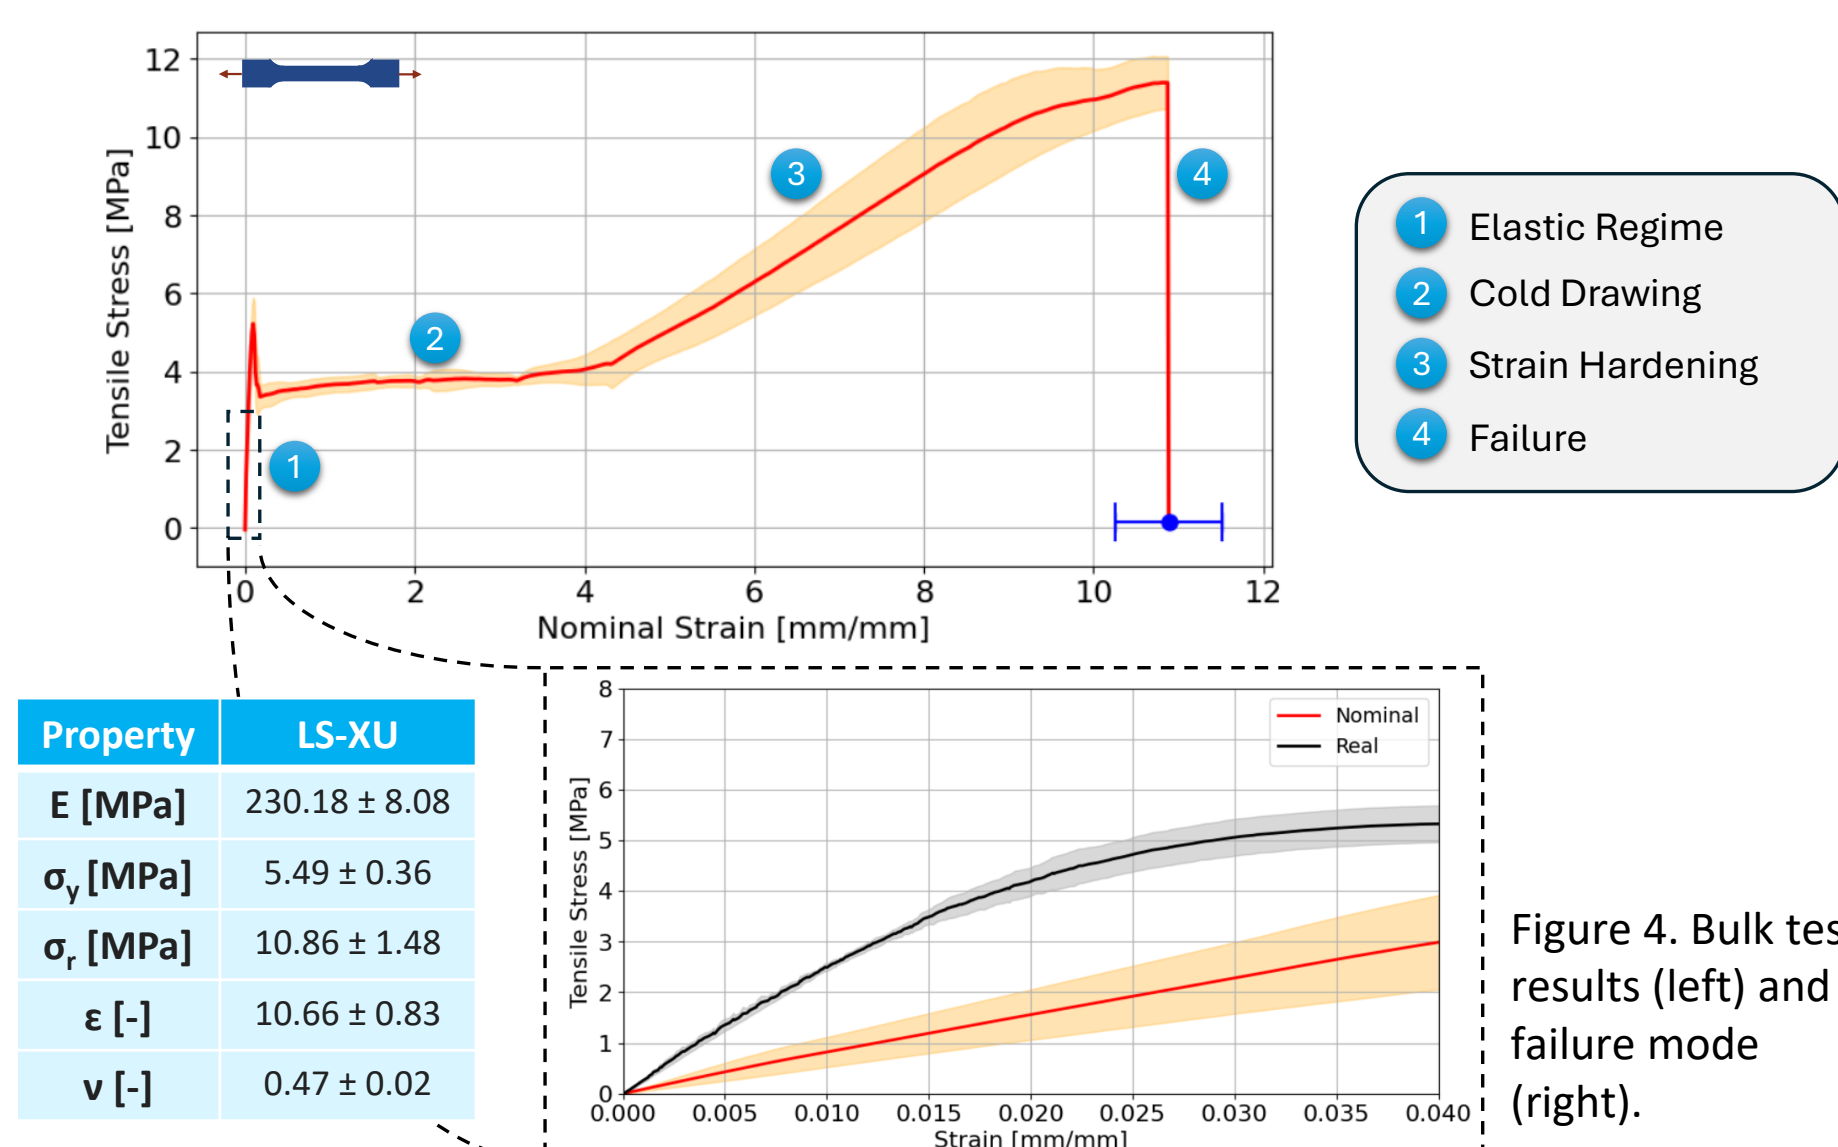 12
10
8
6
4
2
0
Tensile Stress [MPa]
1
2
3
4
0 2 4 6 8 10 12
Nominal Strain [mm/mm]
1 Elastic Regime
2 Cold Drawing
3 Strain Hardening
4 Failure
Property LS-XU
E [MPa] 230.18 ± 8.08
σy [MPa] 5.49 ± 0.36
σr [MPa] 10.86 ± 1.48
ε [-] 10.66 ± 0.83
ν [-] 0.47 ± 0.02
8
7
6
5
4
3
2
1
0
Tensile Stress [MPa]
Nominal
Real
0.000 0.005 0.010 0.015 0.020 0.025 0.030 0.035 0.040
Strain [mm/mm]
Figure 4. Bulk tes
results (left) and
failure mode
(right).